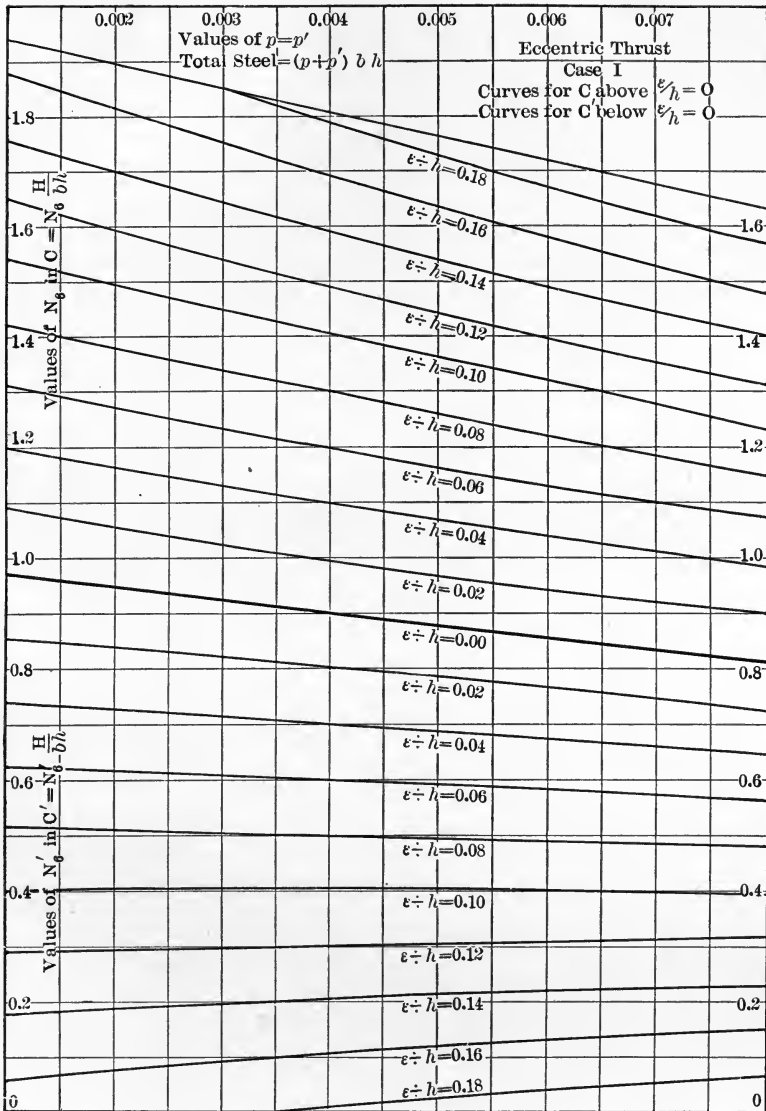 0.002 0.003 0.004 0.005 0.006 0.007
Values of p=p'
Total Steel=(p+p') b h
Eccentric Thrust
Case I
Curves for C above ε/h = 0
Curves for C' below ε/h = 0
Values of N₆ in C = N₆ H/bh
Values of N₆' in C' = N₆' H/bh
1.8
1.6
1.4
1.2
1.0
0.8
0.6
0.4
0.2
0
ε÷h=0.18
ε÷h=0.16
ε÷h=0.14
ε÷h=0.12
ε÷h=0.10
ε÷h=0.08
ε÷h=0.06
ε÷h=0.04
ε÷h=0.02
ε÷h=0.00
ε÷h=0.02
ε÷h=0.04
ε÷h=0.06
ε÷h=0.08
ε÷h=0.10
ε÷h=0.12
ε÷h=0.14
ε÷h=0.16
ε÷h=0.18
1.6
1.4
1.2
1.0
0.8
0.6
0.4
0.2
0